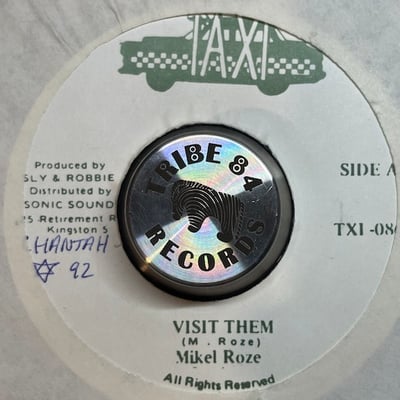 TAXI
Produced by
SLY & ROBBIE
Distributed by
SONIC SOUND
Retirement
Kingston 5
92
TRIBE 84
RECORDS
SIDE A
VISIT THEM
(M . Roze)
Mikel Roze
All Rights Reserved